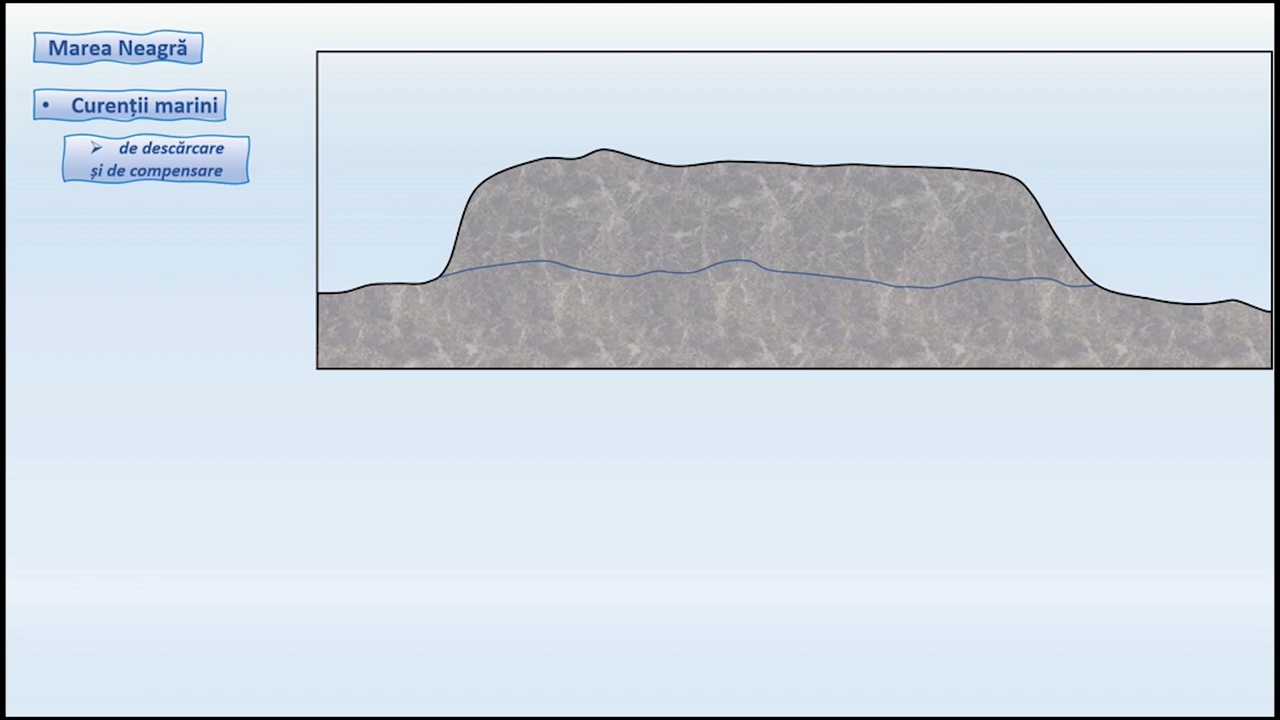 Marea Neagră
• Curenții marini
➢ de descărcare
și de compensare